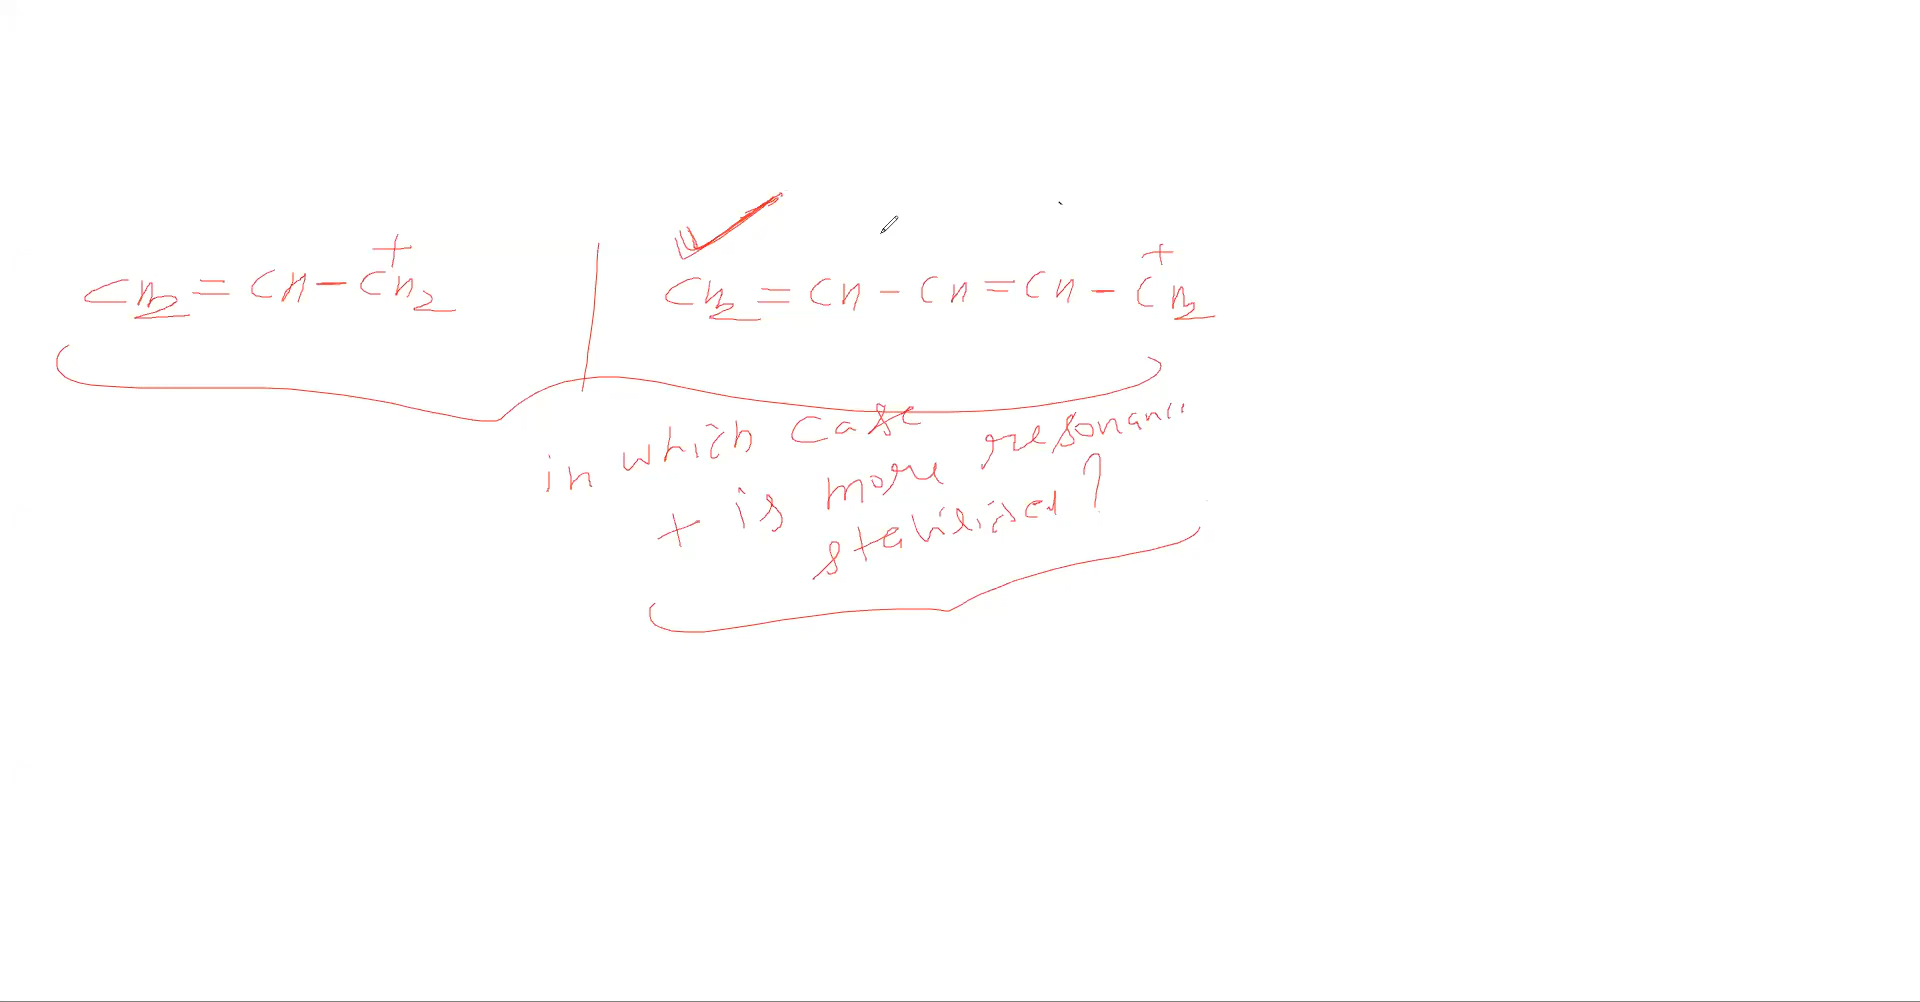 CH2 = CH - CH2 +
CH2 = CH - CH = CH - CH2 +
in which case
+ is more resonance
stabilised?